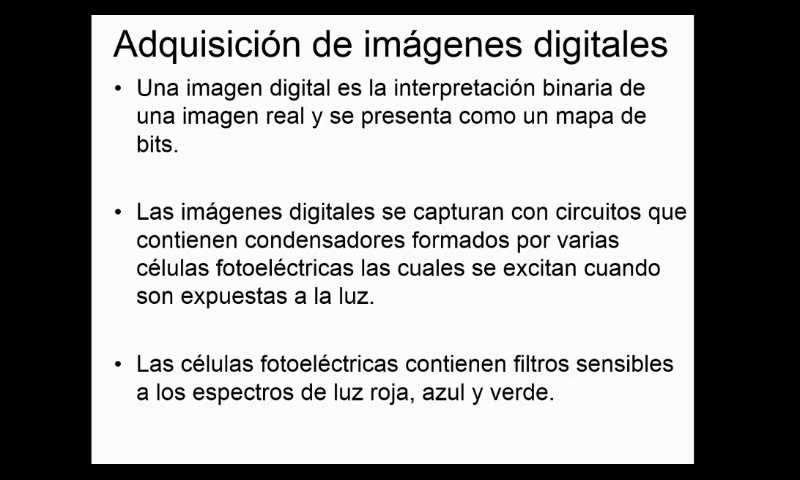 Adquisición de imágenes digitales
• Una imagen digital es la interpretación binaria de
una imagen real y se presenta como un mapa de
bits.
• Las imágenes digitales se capturan con circuitos que
contienen condensadores formados por varias
células fotoeléctricas las cuales se excitan cuando
son expuestas a la luz.
• Las células fotoeléctricas contienen filtros sensibles
a los espectros de luz roja, azul y verde.